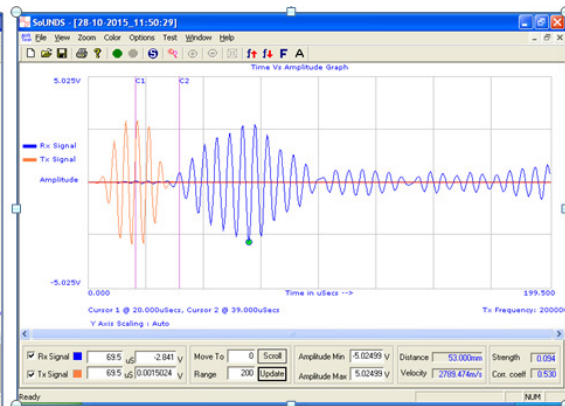 SoUNDS - [28-10-2015_11:50:29]
File View Zoom Color Options Test Window Help
f↑ f↓ F A
Time Vs Amplitude Graph
5.025V
C1 C2
Rx Signal
Tx Signal
Amplitude
-5.025V
0.000 Time in uSecs --> 199.500
Cursor 1 @ 20.000uSecs, Cursor 2 @ 39.000uSecs Tx Frequency: 200000
Y Axis Scaling : Auto
Rx Signal 69.5 uS -2.841 V Move To 0 Scroll Amplitude Min -5.02499 V Distance 53.000mm Strength 0.094
Tx Signal 69.5 uS 0.0015024 V Range 200 Update Amplitude Max 5.02499 V Velocity 2789.474m/s Corr. coeff 0.530
Ready NUM